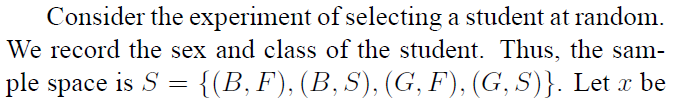 Consider the experiment of selecting a student at random.
We record the sex and class of the student. Thus, the sam-
ple space is S = {(B, F), (B, S), (G, F), (G, S)}. Let x be